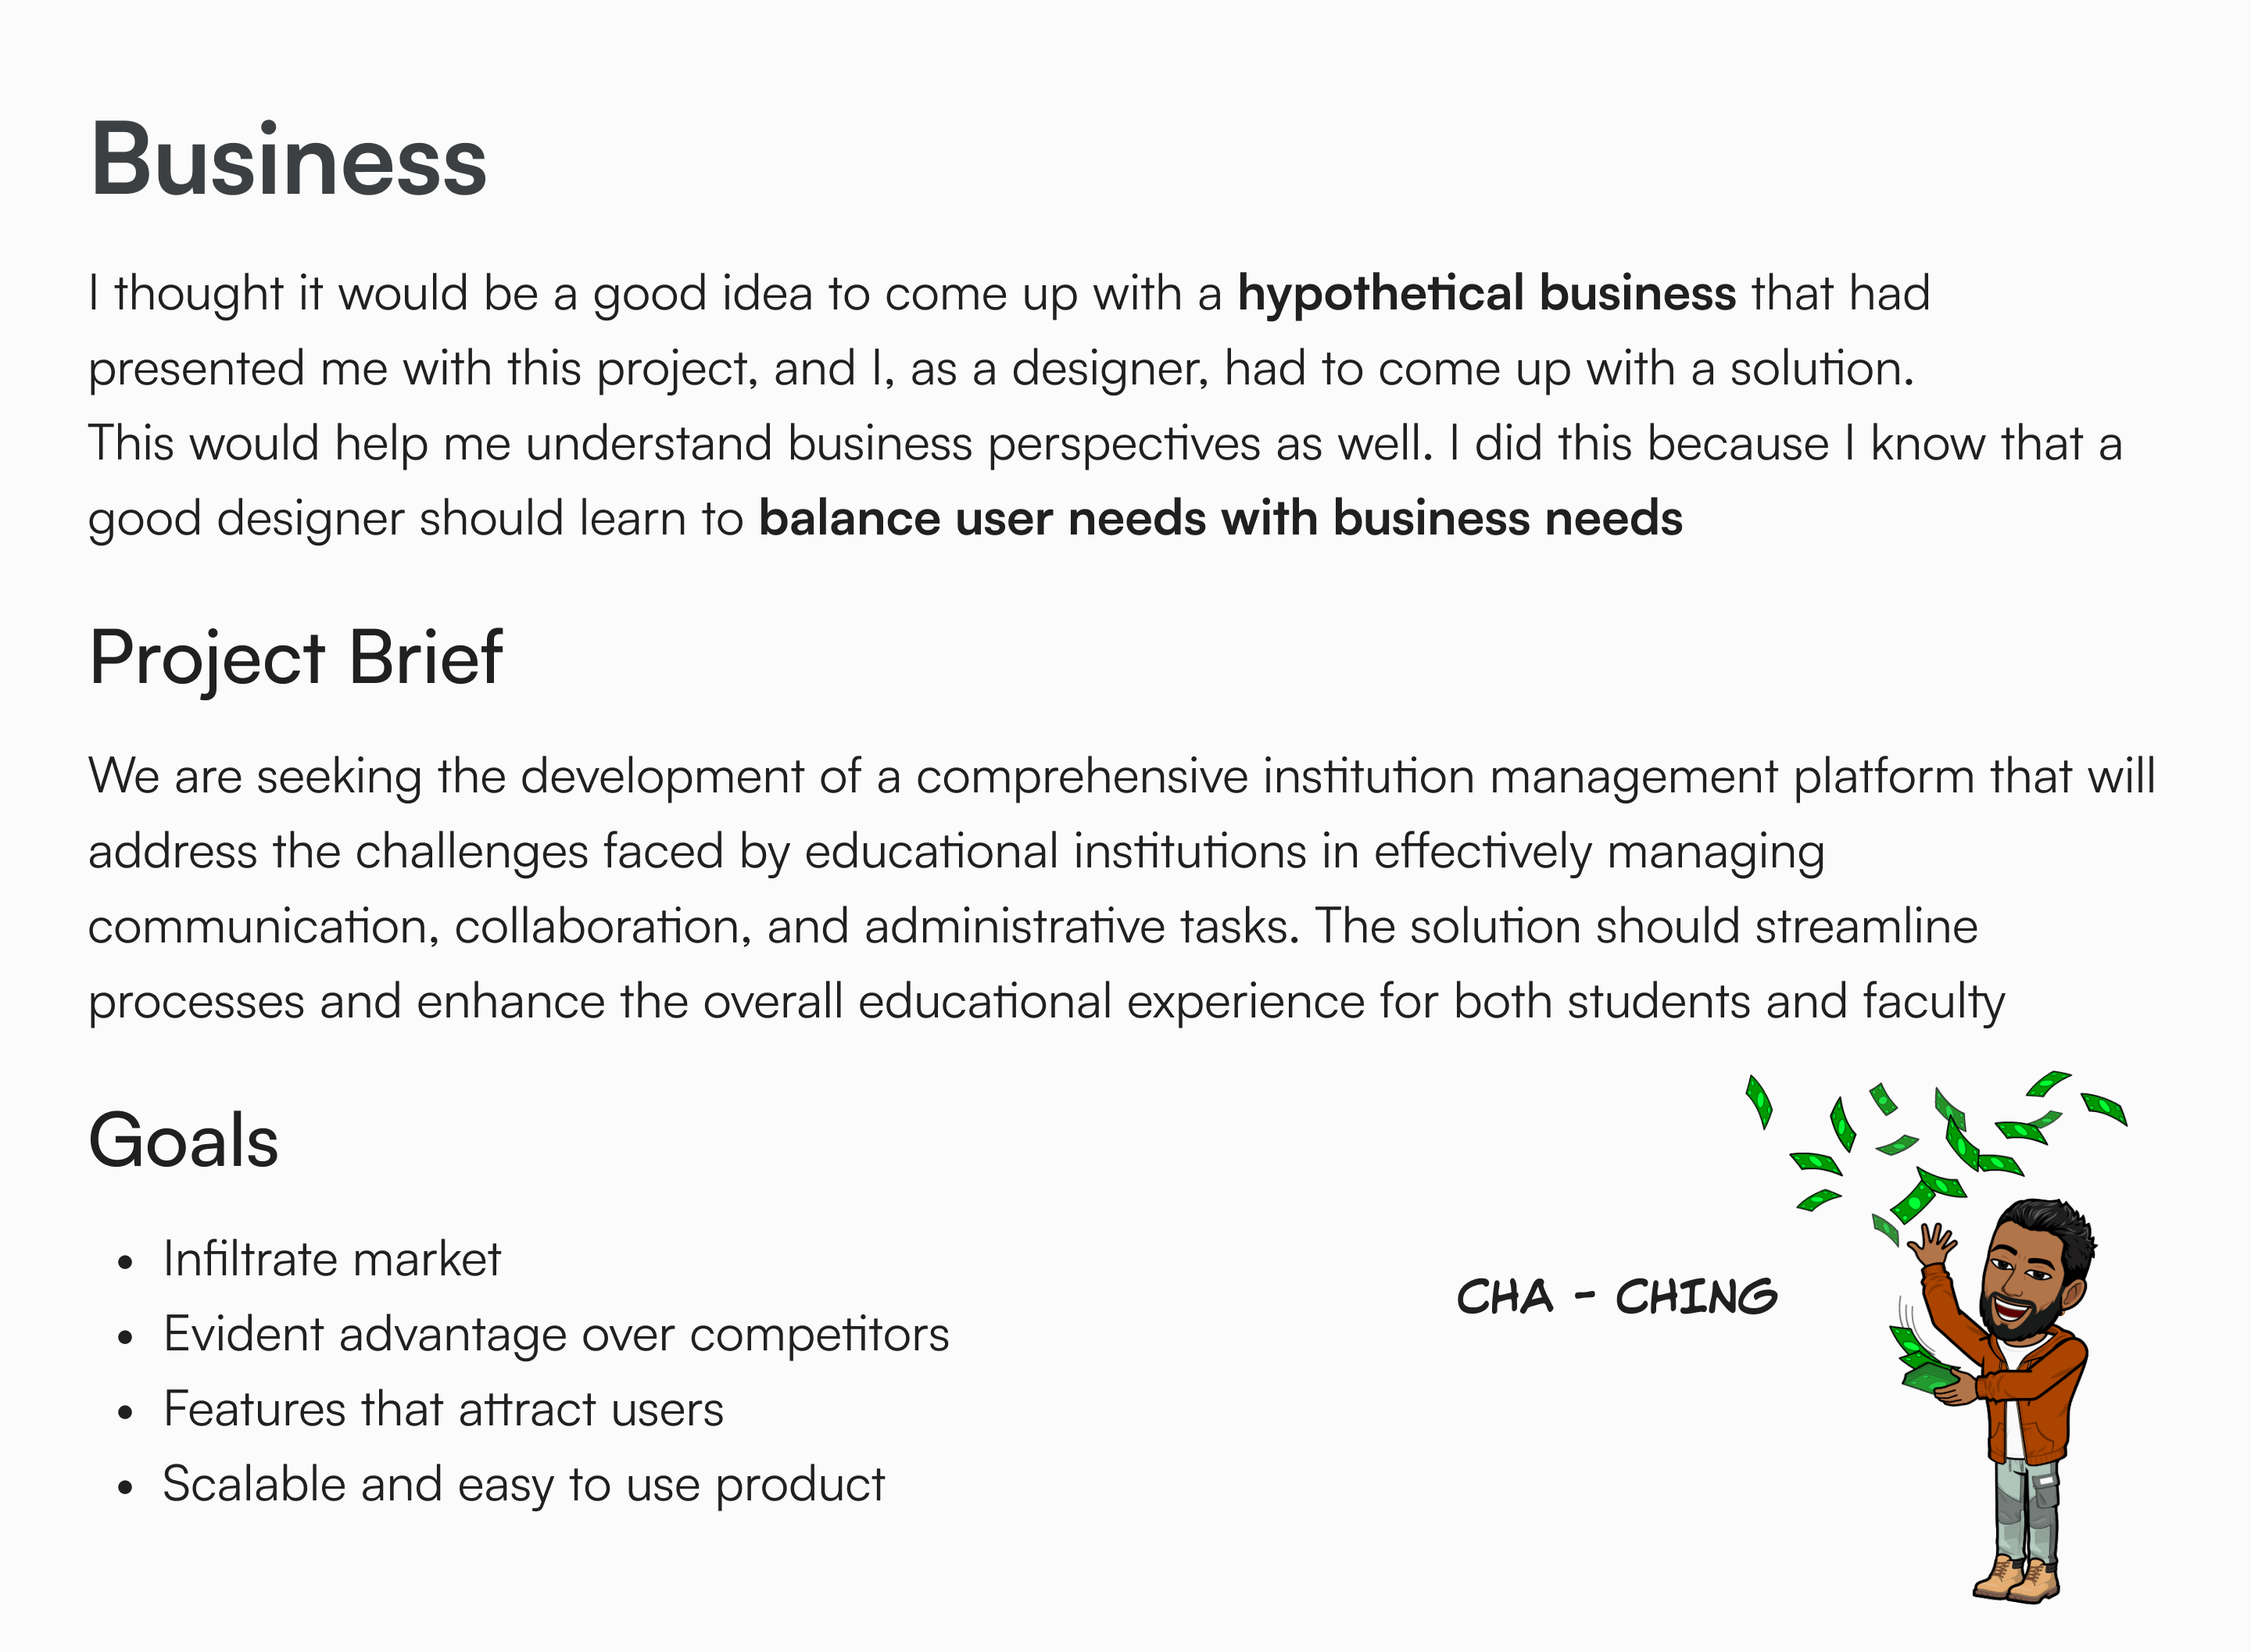 Business
I thought it would be a good idea to come up with a hypothetical business that had
presented me with this project, and I, as a designer, had to come up with a solution.
This would help me understand business perspectives as well. I did this because I know that a
good designer should learn to balance user needs with business needs
Project Brief
We are seeking the development of a comprehensive institution management platform that will
address the challenges faced by educational institutions in effectively managing
communication, collaboration, and administrative tasks. The solution should streamline
processes and enhance the overall educational experience for both students and faculty
Goals
• Infiltrate market
• Evident advantage over competitors
• Features that attract users
• Scalable and easy to use product
CHA - CHING